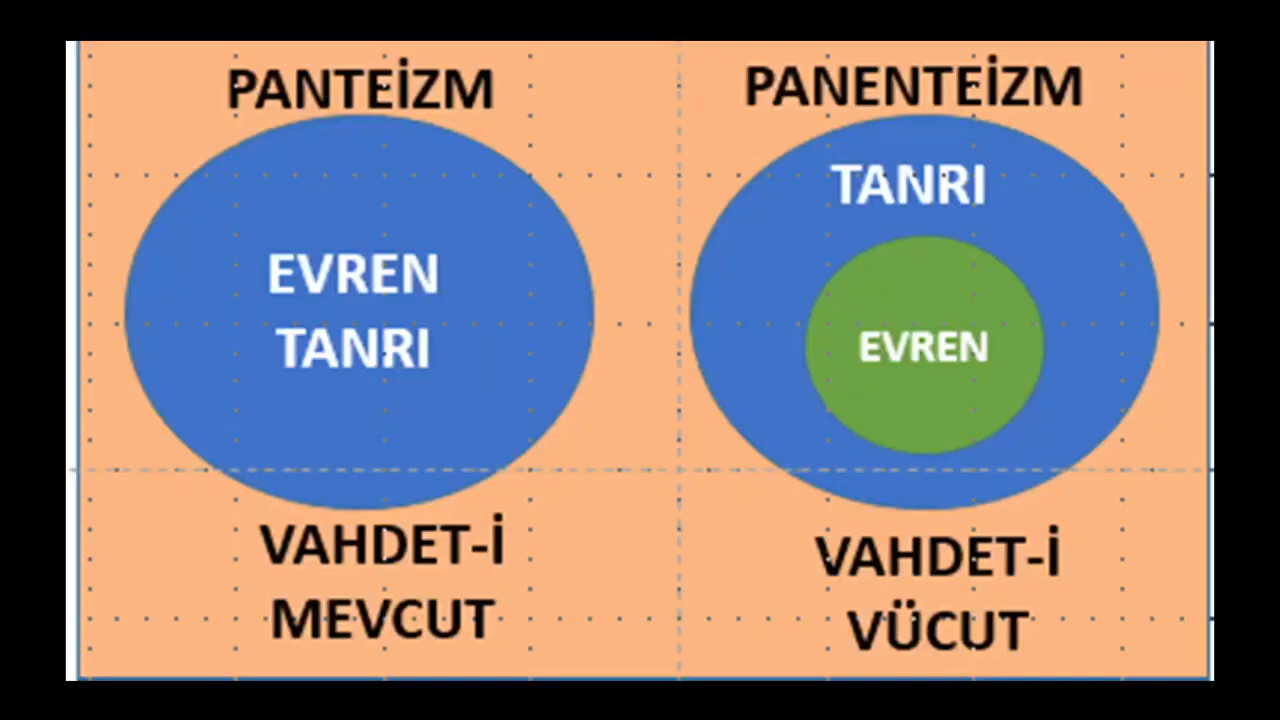 PANTEİZM
EVREN
TANRI
VAHDET-İ
MEVCUT
PANENTEİZM
TANRI
EVREN
VAHDET-İ
VÜCUT